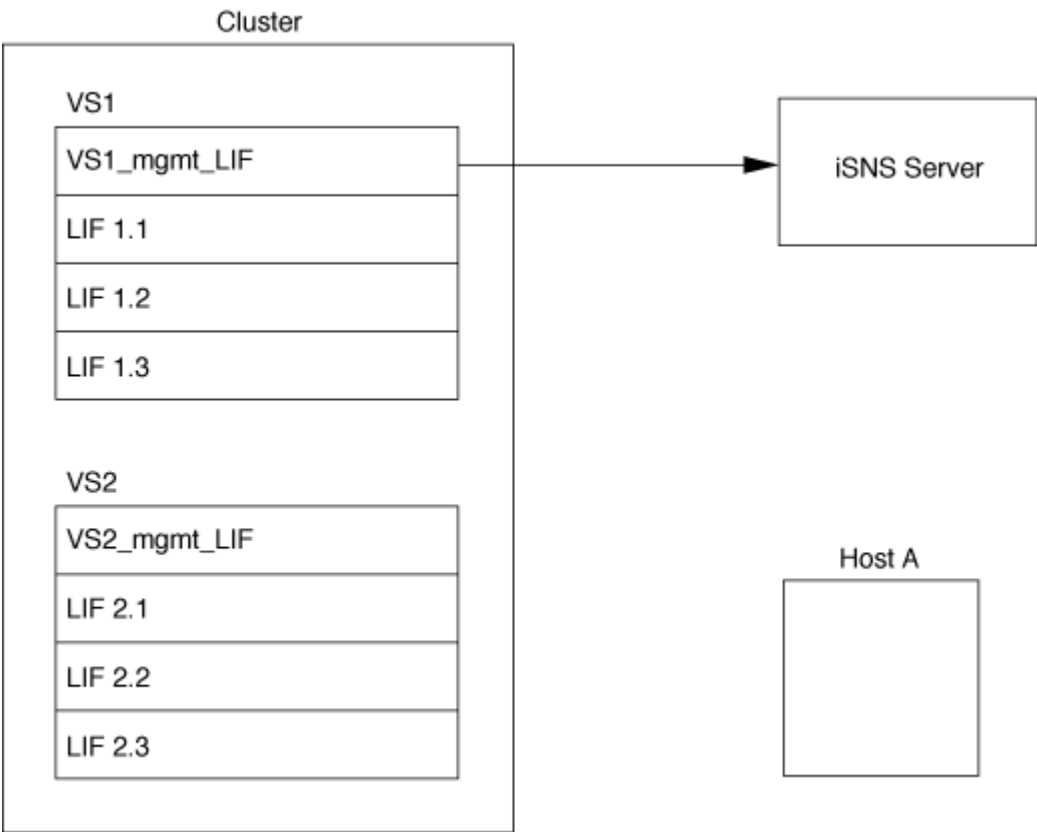 Cluster
VS1
VS1_mgmt_LIF
iSNS Server
LIF 1.1
LIF 1.2
LIF 1.3
VS2
VS2_mgmt_LIF
Host A
LIF 2.1
LIF 2.2
LIF 2.3